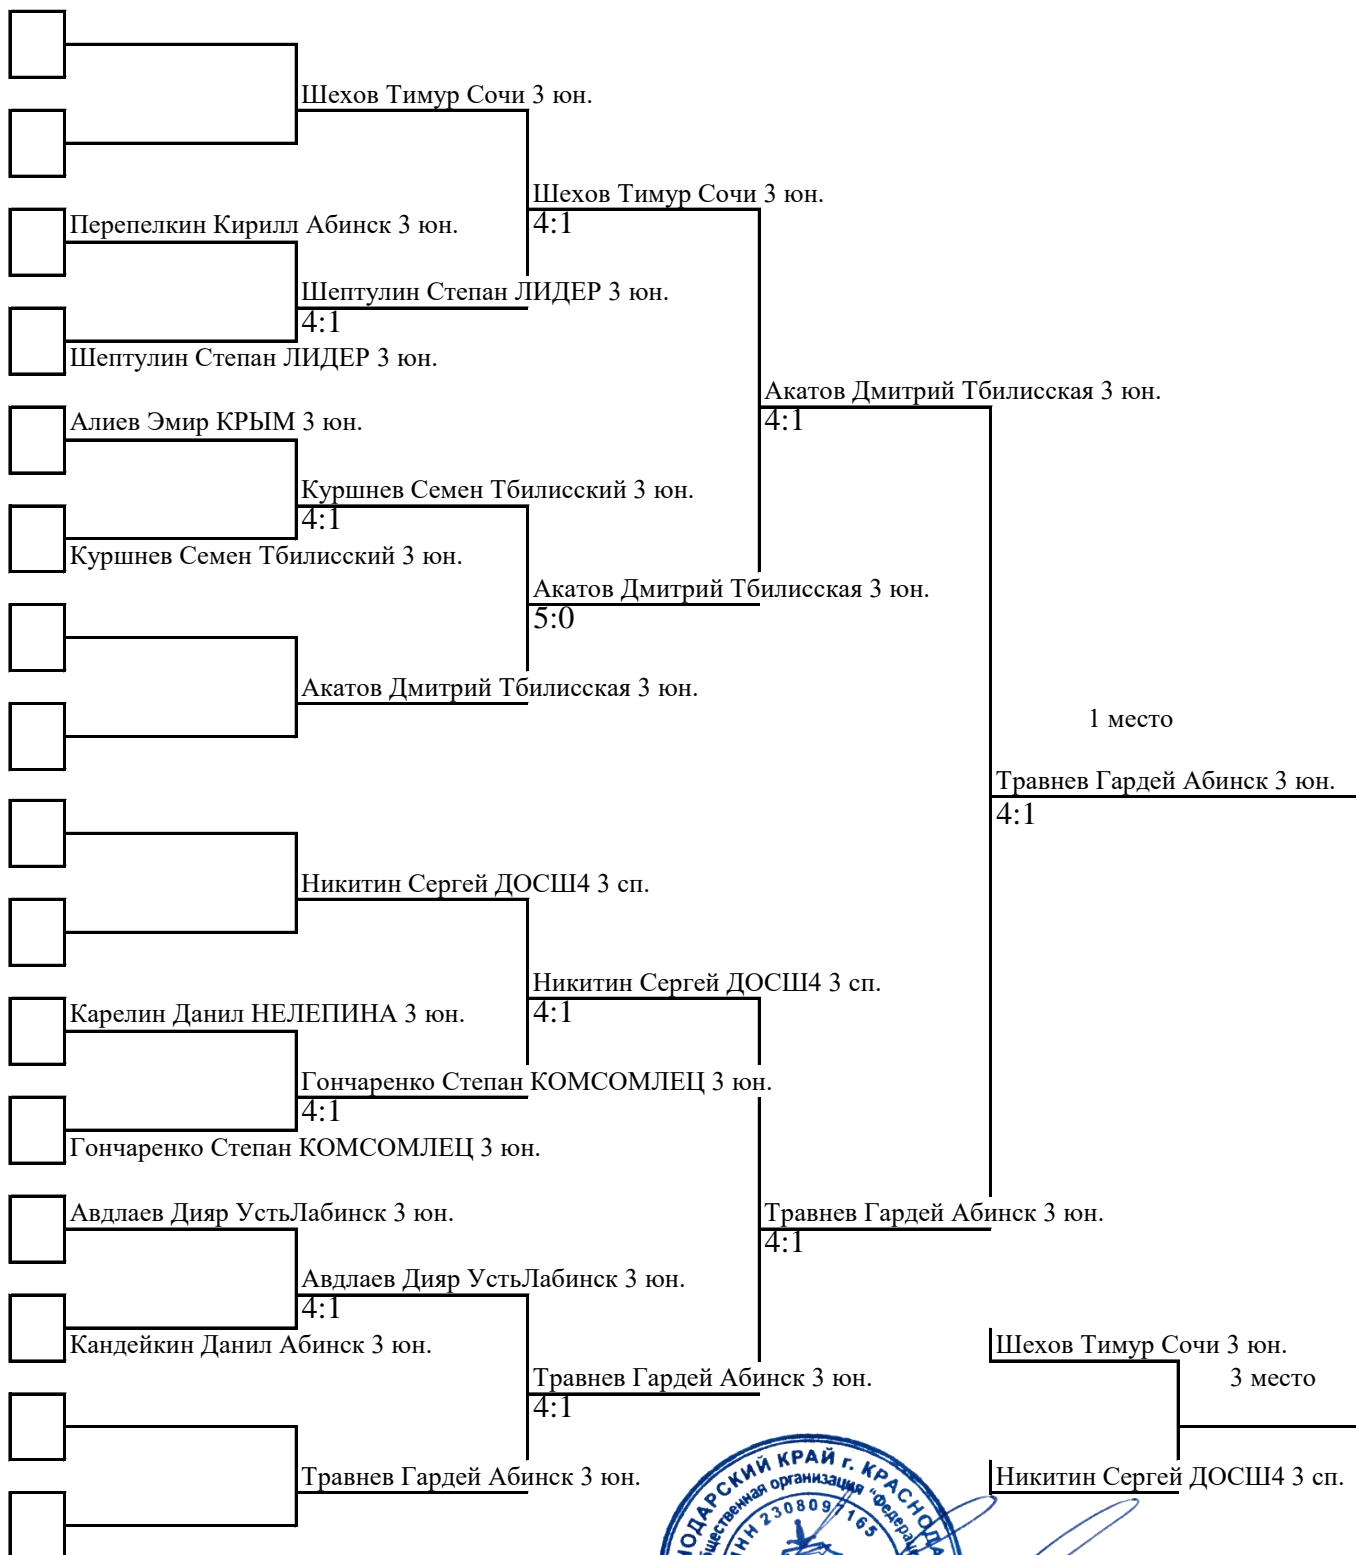 Шехов Тимур Сочи 3 юн.
Шехов Тимур Сочи 3 юн.
4:1
Перепелкин Кирилл Абинск 3 юн.
Шептулин Степан ЛИДЕР 3 юн.
4:1
Шептулин Степан ЛИДЕР 3 юн.
Акатов Дмитрий Тбилисская 3 юн.
4:1
Алиев Эмир КРЫМ 3 юн.
Куршнев Семен Тбилисский 3 юн.
4:1
Куршнев Семен Тбилисский 3 юн.
Акатов Дмитрий Тбилисская 3 юн.
5:0
Акатов Дмитрий Тбилисская 3 юн.
1 место
Травнев Гардей Абинск 3 юн.
4:1
Никитин Сергей ДОСШ4 3 сп.
Никитин Сергей ДОСШ4 3 сп.
4:1
Карелин Данил НЕЛЕПИНА 3 юн.
Гончаренко Степан КОМСОМЛЕЦ 3 юн.
4:1
Гончаренко Степан КОМСОМЛЕЦ 3 юн.
Авдлаев Дияр УстьЛабинск 3 юн.
Травнев Гардей Абинск 3 юн.
4:1
Авдлаев Дияр УстьЛабинск 3 юн.
4:1
Кандейкин Данил Абинск 3 юн.
Шехов Тимур Сочи 3 юн.
3 место
Травнев Гардей Абинск 3 юн.
4:1
Травнев Гардей Абинск 3 юн.
Никитин Сергей ДОСШ4 3 сп.
КРАЙ г.
организация